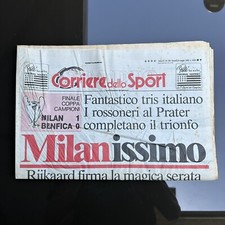 Corriere dello Sport
FINALE
COPPA
CAMPIONI
MILAN 1
BENFICA 0
Fantastico tris italiano
I rossoneri al Prater
completano il trionfo
Milanissimo
Rijkaard firma la magica serata